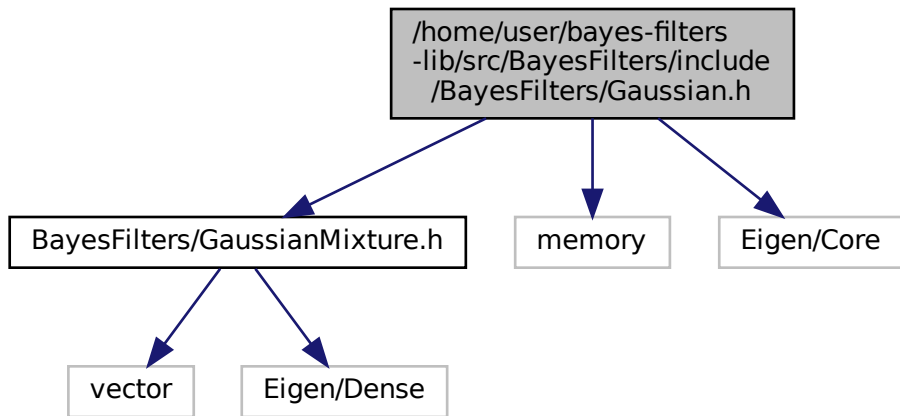 /home/user/bayes-filters
-lib/src/BayesFilters/include
/BayesFilters/Gaussian.h
BayesFilters/GaussianMixture.h
memory
Eigen/Core
vector
Eigen/Dense